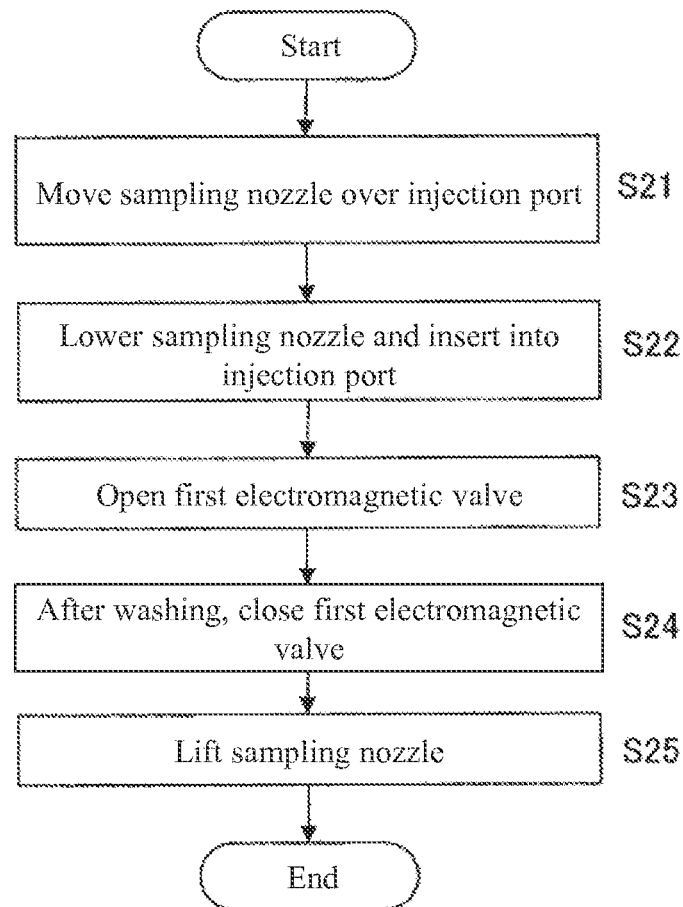 Start
Move sampling nozzle over injection port
S21
Lower sampling nozzle and insert into
injection port
S22
Open first electromagnetic valve
S23
After washing, close first electromagnetic
valve
S24
Lift sampling nozzle
S25
End